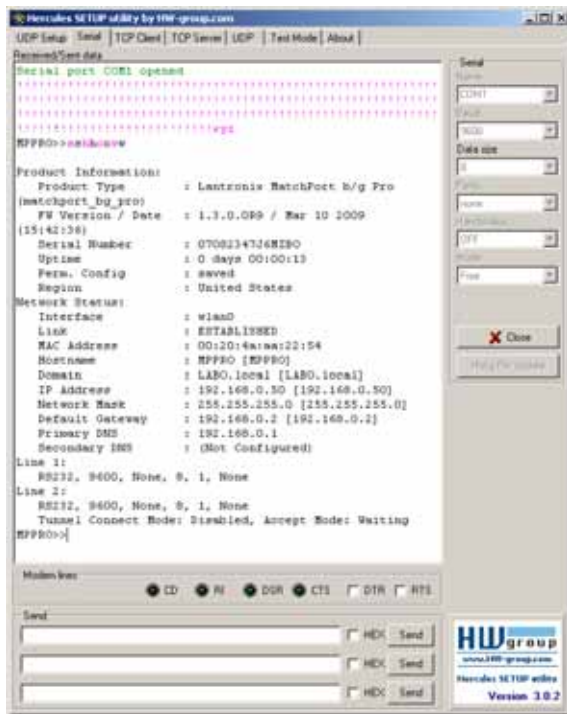 Hercules SETUP utility by HW-group.com
UDP Setup Serial TCP Client TCP Server UDP Test Mode About
Received/Sent data
Serial port COM1 opened
xyz
MPPRO>>
Product Information:
Product Type : Lantronix MatchPort b/g Pro
(matchport_bg_pro)
FW Version / Date : 1.3.0.0R9 / Mar 10 2009
(15:42:36)
Serial Number :
Uptime : 0 days 00:00:13
Perm. Config : saved
Region : United States
Network Status:
Interface : wlan0
Link : ESTABLISHED
MAC Address : 00:20:4a:aa:22:54
Hostname : MPPRO [MPPRO]
Domain : LABO.local [LABO.local]
IP Address : 192.168.0.50 [192.168.0.50]
Network Mask : 255.255.255.0 [255.255.255.0]
Default Gateway : 192.168.0.2 [192.168.0.2]
Primary DNS : 192.168.0.1
Secondary DNS : (Not Configured)
Line 1:
RS232, 9600, None, 8, 1, None
Line 2:
RS232, 9600, None, 8, 1, None
Tunnel Connect Mode: Disabled, Accept Mode: Waiting
MPPRO>>
Serial
Name
COM1
Baud
9600
Data size
8
Parity
none
Handshake
OFF
Mode
Free
Close
Modem lines
CD RI DSR CTS DTR RTS
Send
HEX Send
HEX Send
HEX Send
HW group
www.HW-group.com
Hercules SETUP utility
Version 3.0.2